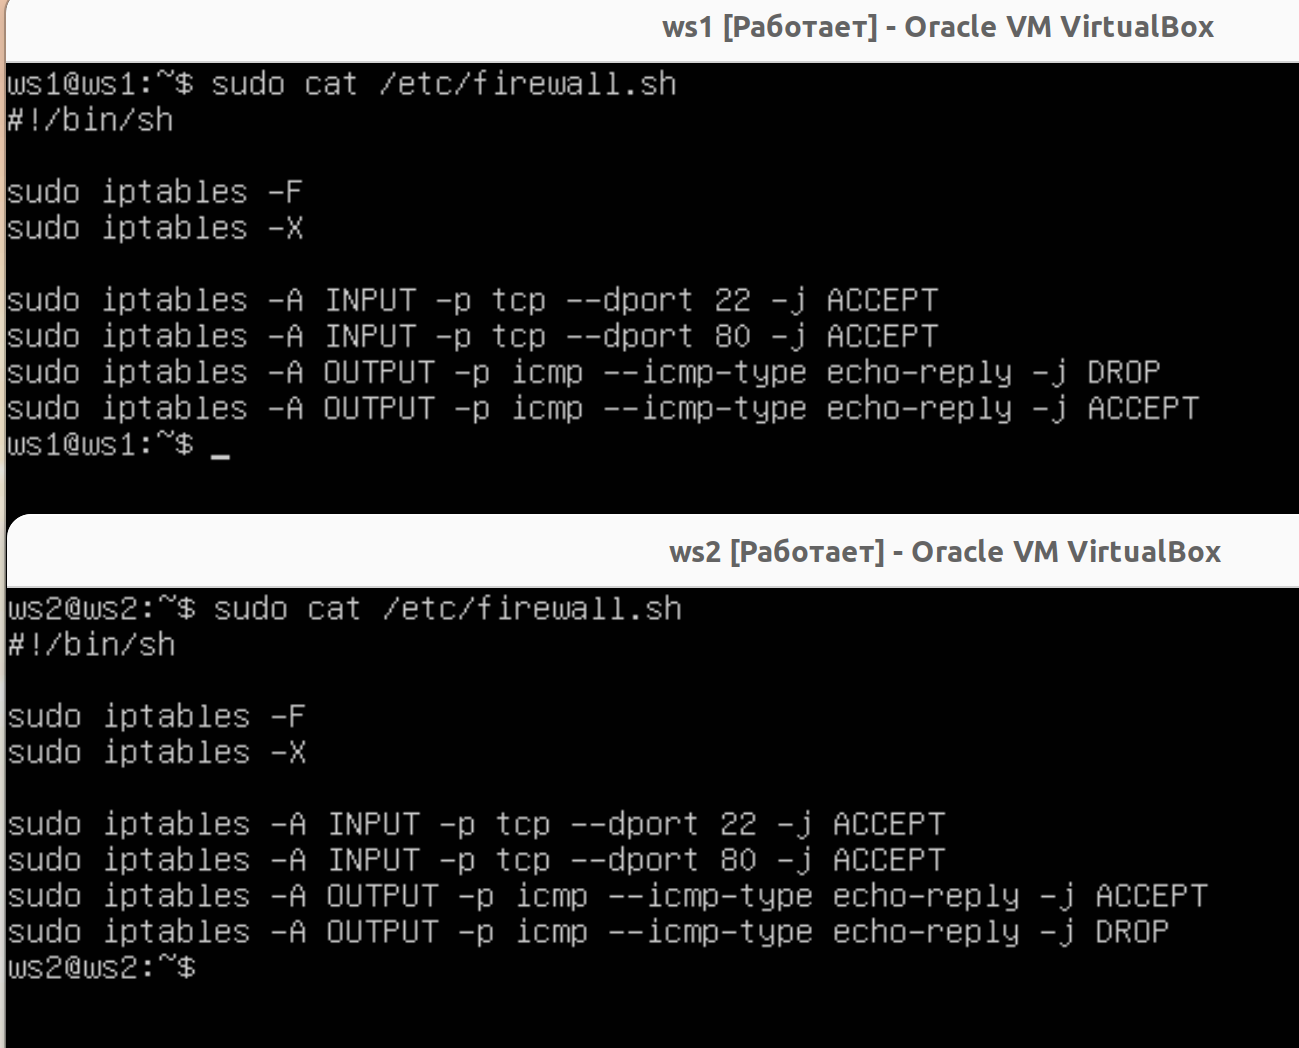 ws1 [Работает] - Oracle VM VirtualBox
ws1@ws1:~$ sudo cat /etc/firewall.sh
#!/bin/sh
sudo iptables -F
sudo iptables -X
sudo iptables -A INPUT -p tcp --dport 22 -j ACCEPT
sudo iptables -A INPUT -p tcp --dport 80 -j ACCEPT
sudo iptables -A OUTPUT -p icmp --icmp-type echo-reply -j DROP
sudo iptables -A OUTPUT -p icmp --icmp-type echo-reply -j ACCEPT
ws1@ws1:~$ _
ws2 [Работает] - Oracle VM VirtualBox
ws2@ws2:~$ sudo cat /etc/firewall.sh
#!/bin/sh
sudo iptables -F
sudo iptables -X
sudo iptables -A INPUT -p tcp --dport 22 -j ACCEPT
sudo iptables -A INPUT -p tcp --dport 80 -j ACCEPT
sudo iptables -A OUTPUT -p icmp --icmp-type echo-reply -j ACCEPT
sudo iptables -A OUTPUT -p icmp --icmp-type echo-reply -j DROP
ws2@ws2:~$